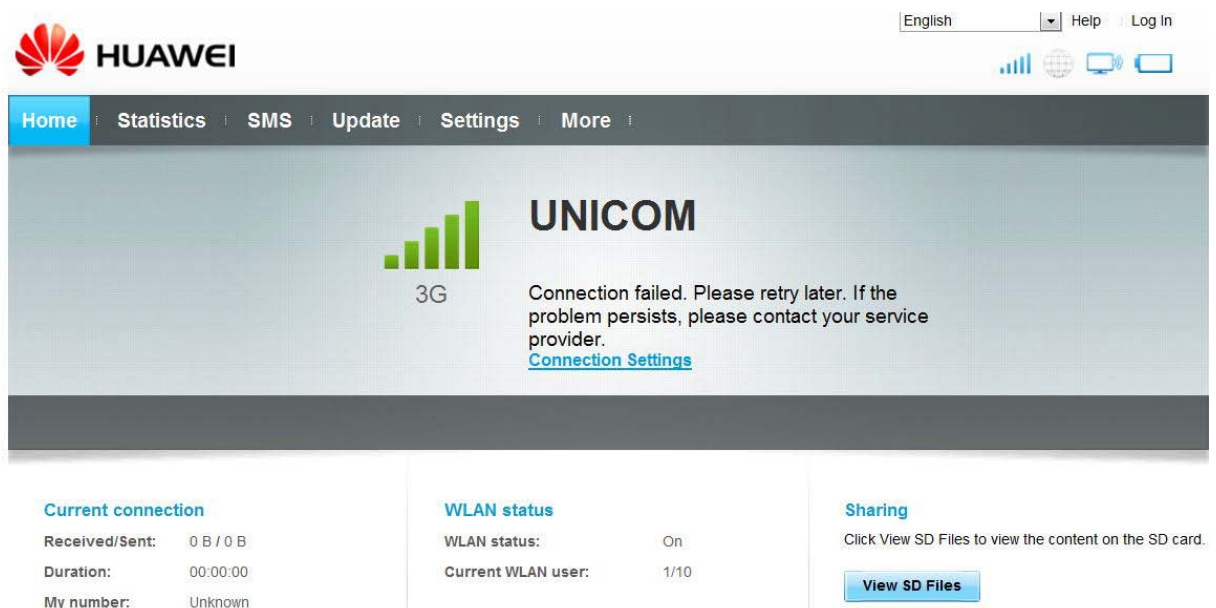 English Help Log In
HUAWEI
Home Statistics SMS Update Settings More
UNICOM
3G
Connection failed. Please retry later. If the
problem persists, please contact your service
provider.
Connection Settings
Current connection
Received/Sent: 0 B / 0 B
Duration: 00:00:00
My number: Unknown
WLAN status
WLAN status: On
Current WLAN user: 1/10
Sharing
Click View SD Files to view the content on the SD card.
View SD Files